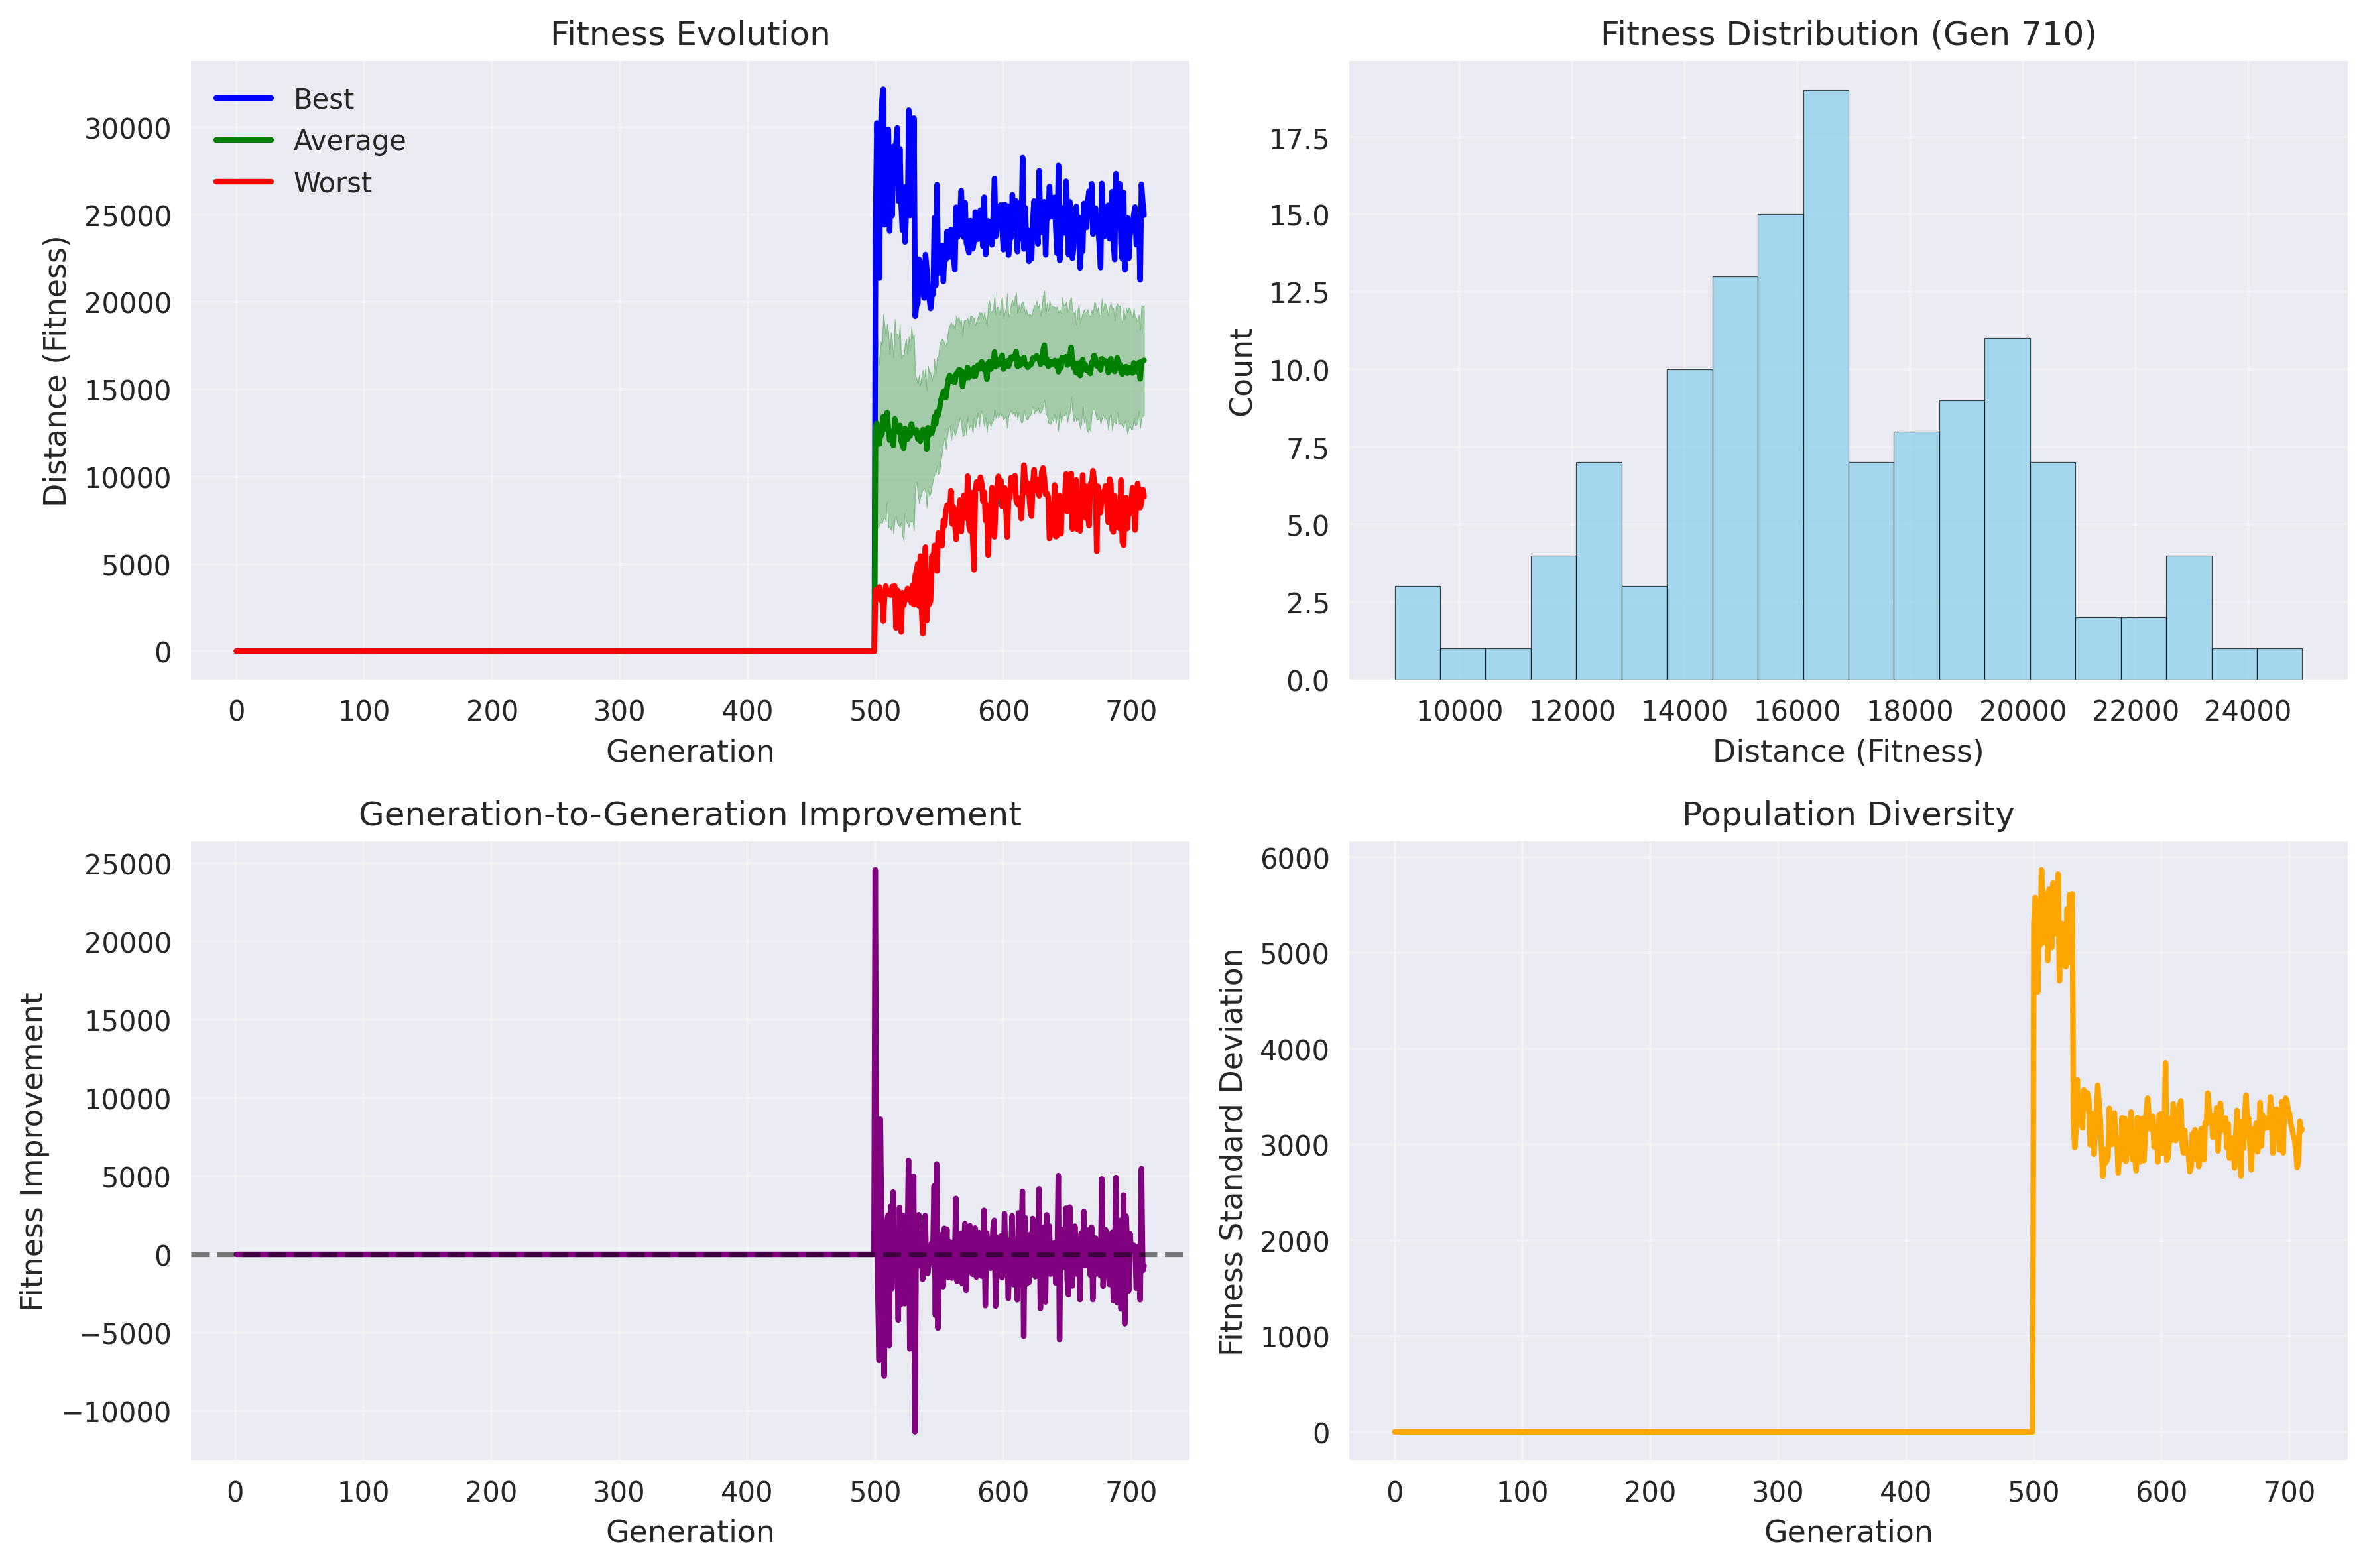 Fitness Evolution
Best
Average
Worst
30000
25000
20000
15000
10000
5000
0
Distance (Fitness)
0 100 200 300 400 500 600 700
Generation
Fitness Distribution (Gen 710)
17.5
15.0
12.5
10.0
7.5
5.0
2.5
0.0
Count
10000 12000 14000 16000 18000 20000 22000 24000
Distance (Fitness)
Generation-to-Generation Improvement
25000
20000
15000
10000
5000
0
−5000
−10000
Fitness Improvement
0 100 200 300 400 500 600 700
Generation
Population Diversity
6000
5000
4000
3000
2000
1000
0
Fitness Standard Deviation
0 100 200 300 400 500 600 700
Generation